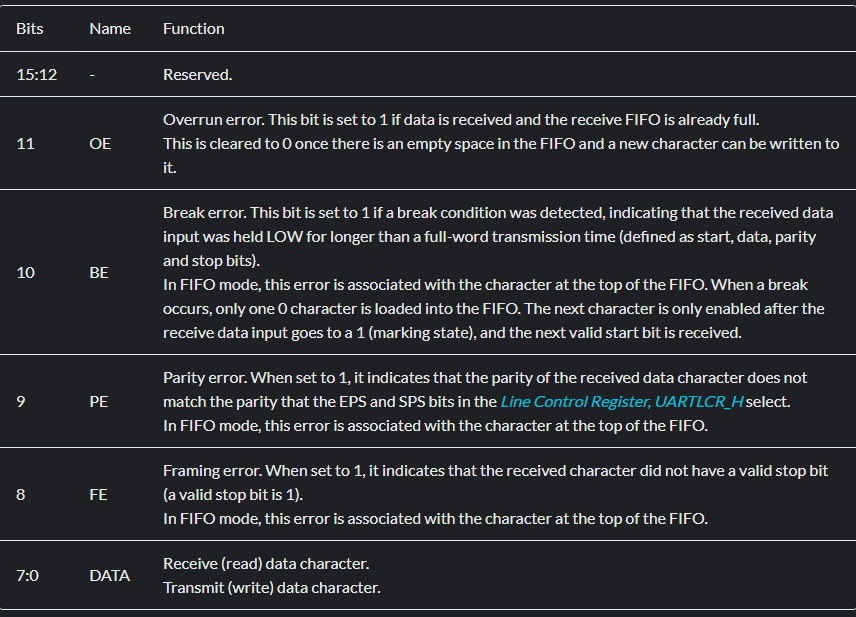 Bits Name Function
15:12 - Reserved.
Overrun error. This bit is set to 1 if data is received and the receive FIFO is already full.
11 OE This is cleared to 0 once there is an empty space in the FIFO and a new character can be written to
it.
Break error. This bit is set to 1 if a break condition was detected, indicating that the received data
input was held LOW for longer than a full-word transmission time (defined as start, data, parity
and stop bits).
10 BE In FIFO mode, this error is associated with the character at the top of the FIFO. When a break
occurs, only one 0 character is loaded into the FIFO. The next character is only enabled after the
receive data input goes to a 1 (marking state), and the next valid start bit is received.
Parity error. When set to 1, it indicates that the parity of the received data character does not
9 PE match the parity that the EPS and SPS bits in the Line Control Register, UARTLCR_H select.
In FIFO mode, this error is associated with the character at the top of the FIFO.
Framing error. When set to 1, it indicates that the received character did not have a valid stop bit
8 FE (a valid stop bit is 1).
In FIFO mode, this error is associated with the character at the top of the FIFO.
7:0 DATA Receive (read) data character.
Transmit (write) data character.